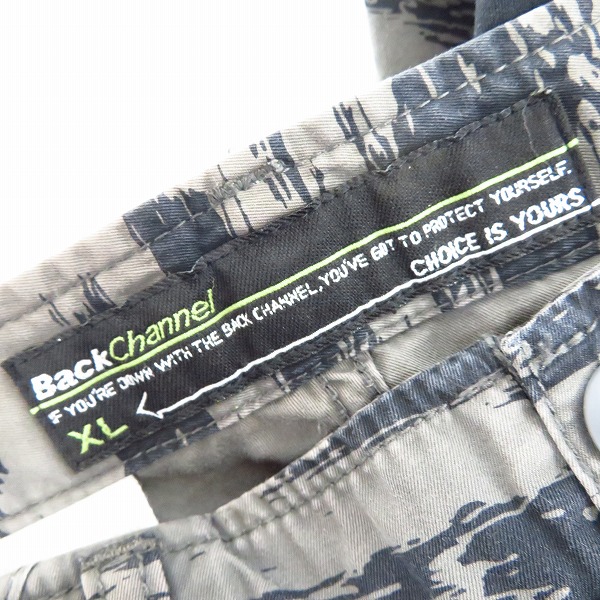 BackChannel
IF YOU'RE DOWN WITH THE BACK CHANNEL, YOU'VE GOT TO PROTECT YOURSELF.
CHOICE IS YOURS
XL